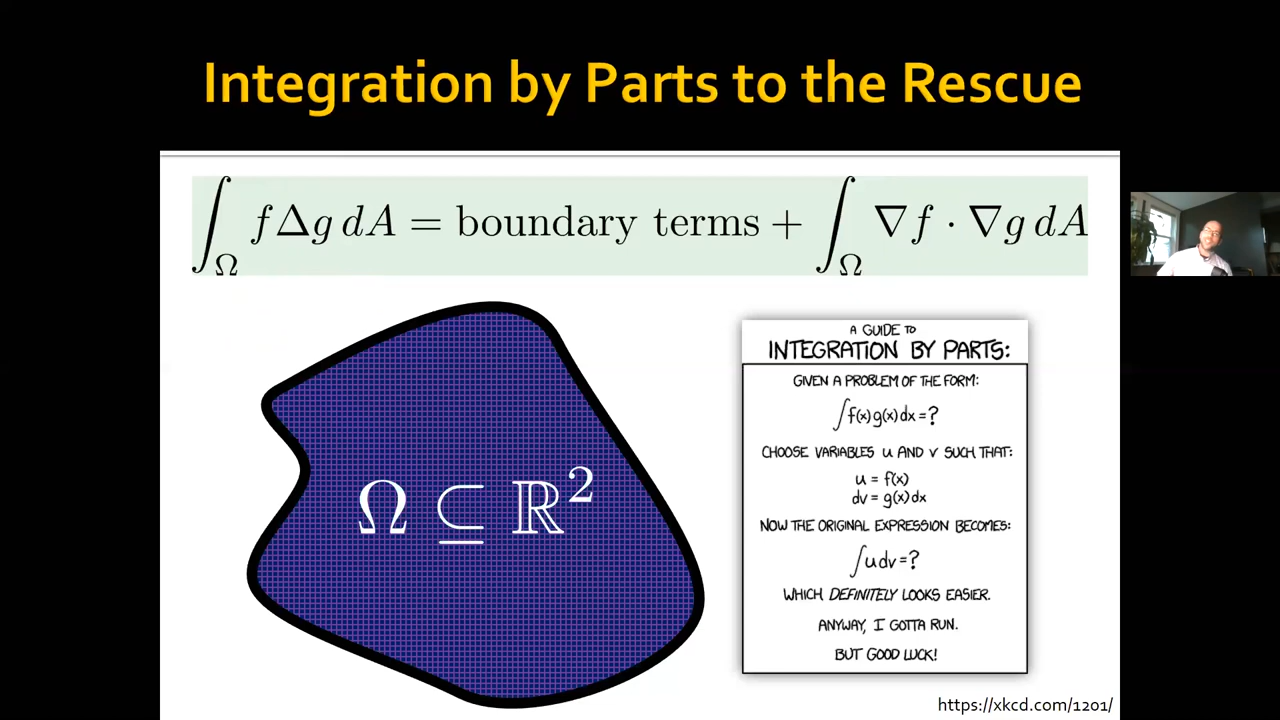 Integration by Parts to the Rescue
∫_Ω f Δg dA = boundary terms + ∫_Ω ∇f · ∇g dA
Ω ⊆ ℝ²
A GUIDE TO
INTEGRATION BY PARTS:
GIVEN A PROBLEM OF THE FORM:
∫f(x)g(x)dx=?
CHOOSE VARIABLES u AND v SUCH THAT:
u = f(x)
dv = g(x)dx
NOW THE ORIGINAL EXPRESSION BECOMES:
∫udv=?
WHICH DEFINITELY LOOKS EASIER.
ANYWAY, I GOTTA RUN.
BUT GOOD LUCK!
https://xkcd.com/1201/